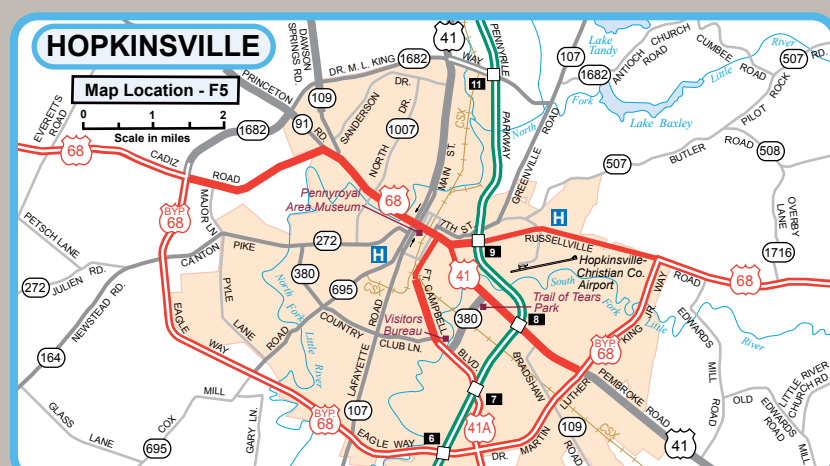 HOPKINSVILLE
Map Location - F5
0 1 2
Scale in miles
DAWSON
SPRINGS RD.
41
PENNYRILE
PARKWAY
DR. M. L. KING
1682
WAY
11
107
1682
Lake
Tandy
ANTIOCH CHURCH
ROAD
CUMBEE ROAD
Little
River
507
RD.
PILOT ROCK
North
Fork
Lake Baxley
EVERETTS
ROAD
PRINCETON
109
91
RD.
SANDERSON
DR.
NORTH
DR.
1007
CSX
MAIN ST.
GREENVILLE
ROAD
1682
68
CADIZ
ROAD
507
BUTLER
ROAD
508
OVERBY
LANE
1716
Pennyroyal
Area Museum
68
7TH ST.
H
BYP.
68
MAJOR LN.
PETSCH LANE
CANTON
PIKE
272
H
9
RUSSELLVILLE
ROAD
68
41
Hopkinsville-
Christian Co.
Airport
272
JULIEN RD.
NEWSTEAD RD.
380
695
CSX
FT. CAMPBELL
BLVD.
South
Fork
Little
River
Trail of Tears
Park
PYLE
LANE
North
Fork
Little
River
COUNTRY
CLUB LN.
ROAD
Visitors
Bureau
380
8
164
EAGLE
WAY
LAFAYETTE
ROAD
107
BRADSHAW
ROAD
109
BYP.
68
DR.
MARTIN
LUTHER
KING
JR. WAY
PEMBROKE
ROAD
41
EDWARDS
MILL
ROAD
OLD
EDWARDS
MILL
ROAD
LITTLE RIVER
CHURCH RD.
GLASS
LANE
COX
MILL
695
GARY LN.
BYP.
68
EAGLE WAY
6
7
41A
CSX